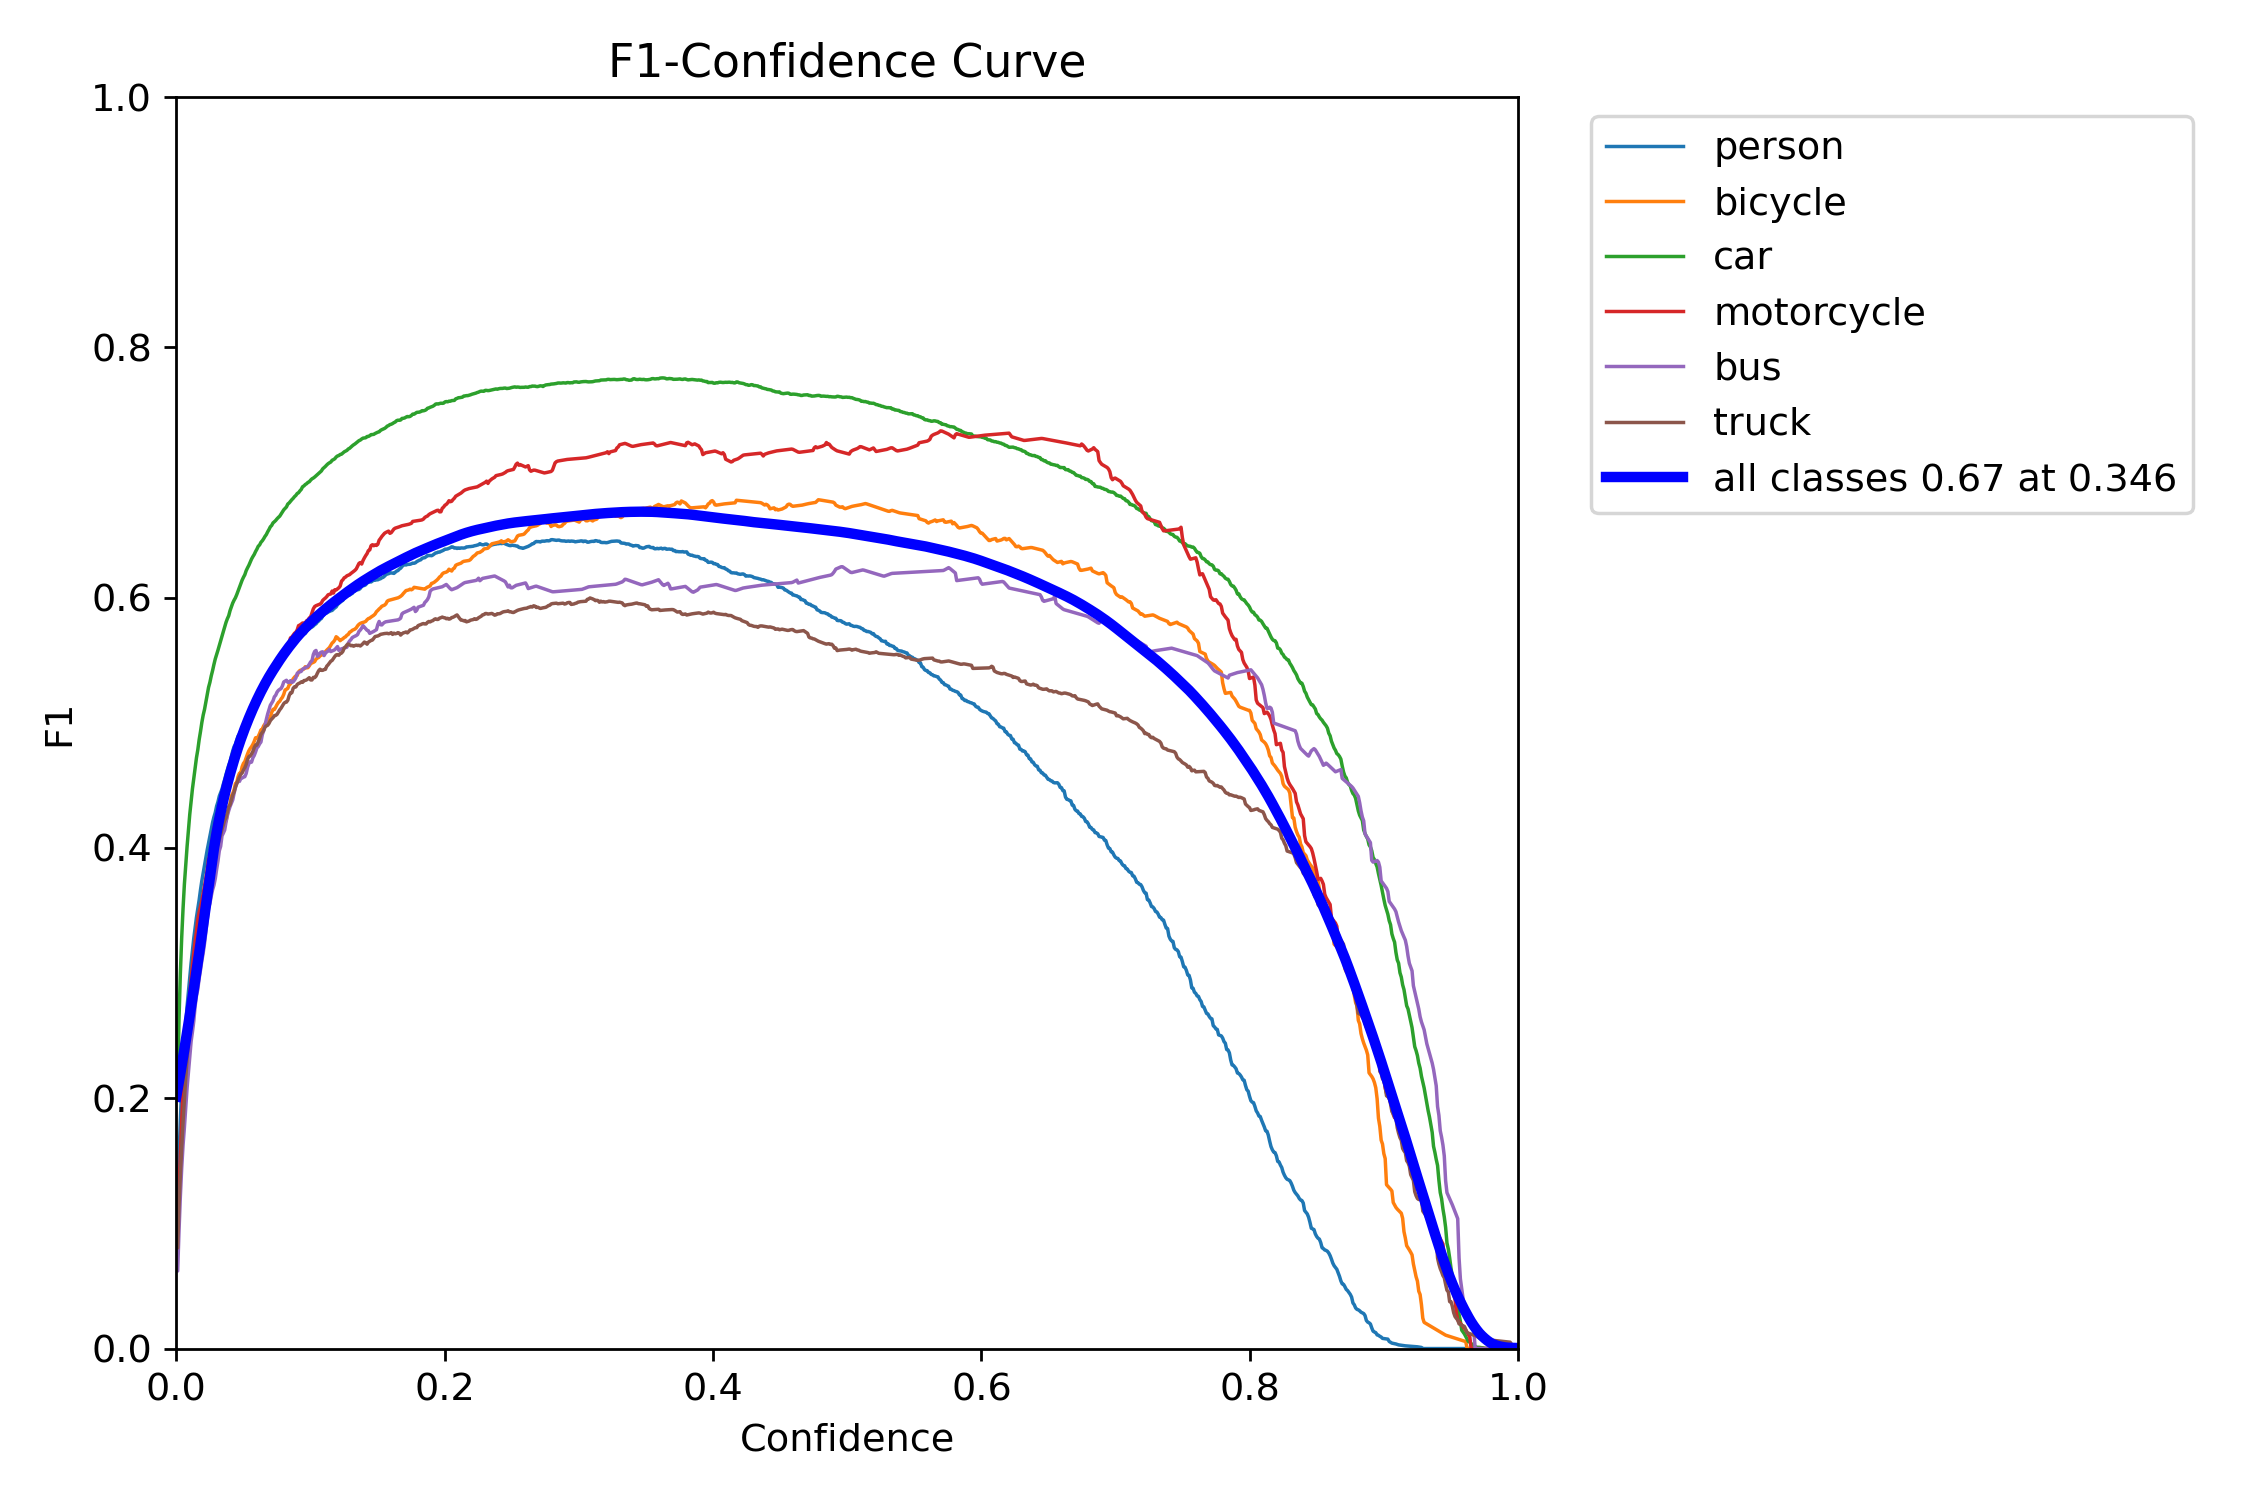 F1-Confidence Curve
1.0
0.8
0.6
0.4
0.2
0.0
F1
0.0 0.2 0.4 0.6 0.8 1.0
Confidence
person
bicycle
car
motorcycle
bus
truck
all classes 0.67 at 0.346